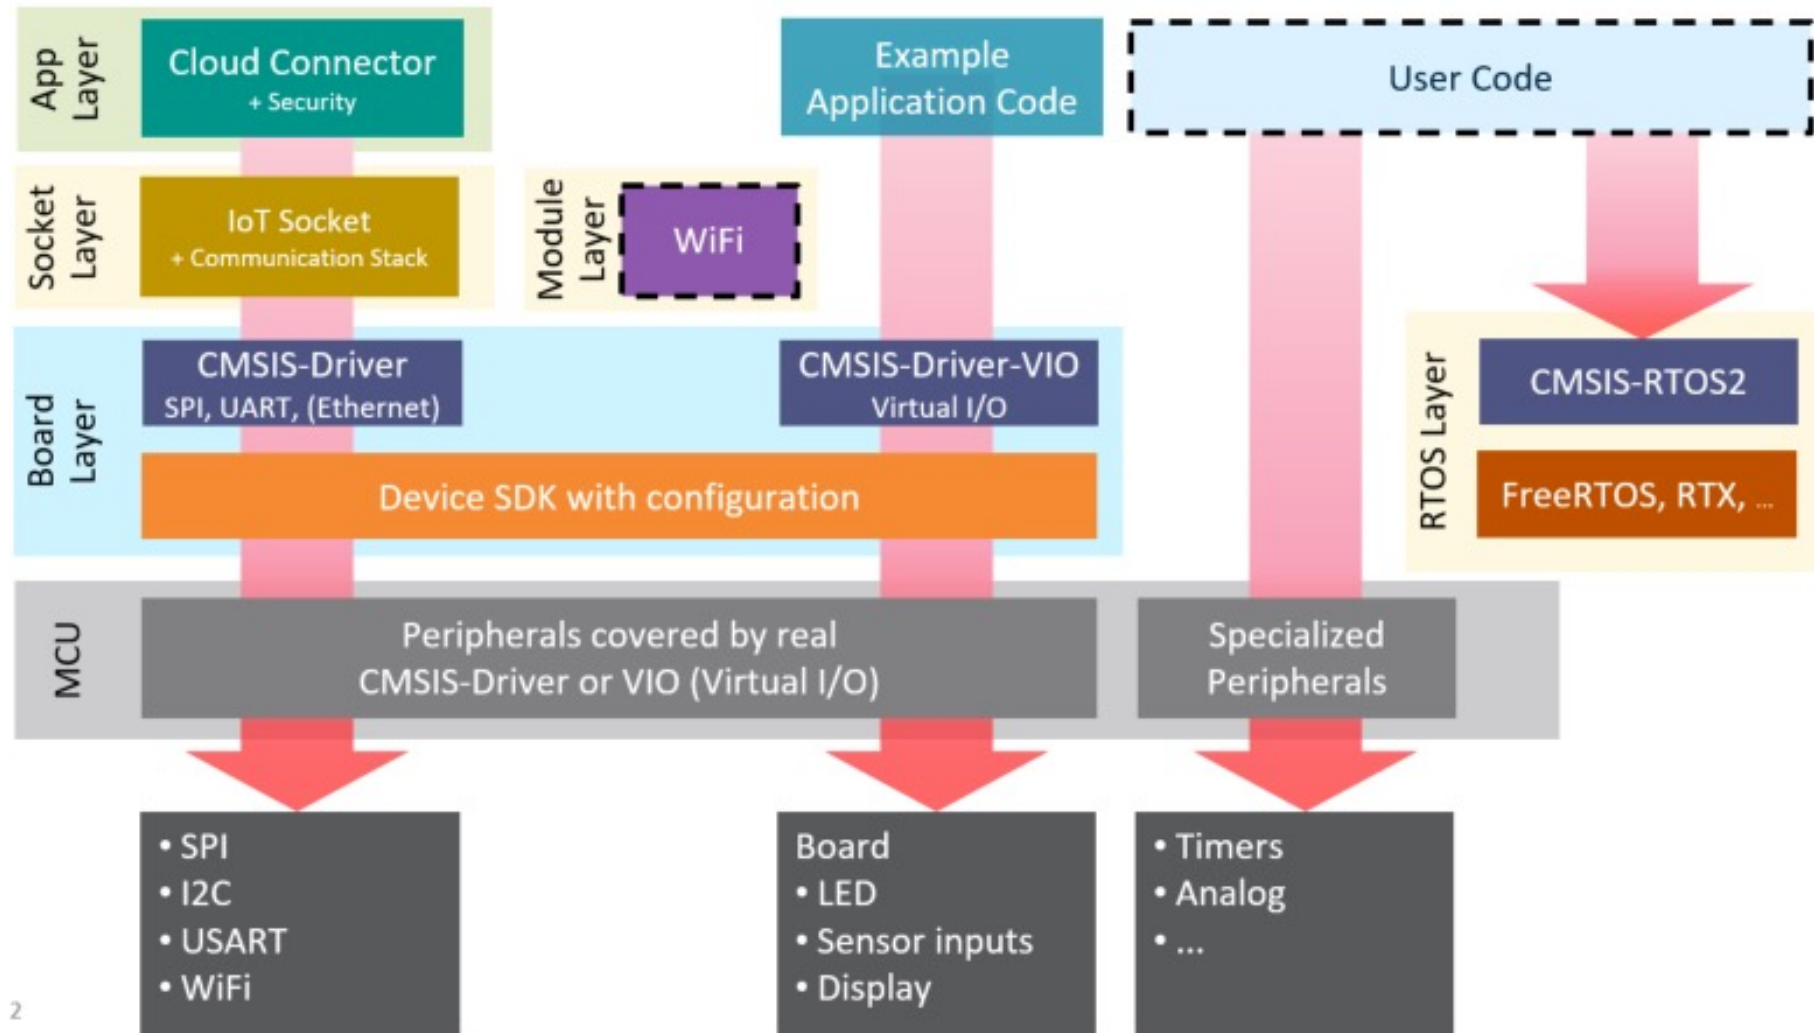 App
Layer
Cloud Connector
+ Security
Example
Application Code
User Code
Socket
Layer
IoT Socket
+ Communication Stack
Module
Layer
WiFi
Board
Layer
CMSIS-Driver
SPI, UART, (Ethernet)
CMSIS-Driver-VIO
Virtual I/O
Device SDK with configuration
RTOS Layer
CMSIS-RTOS2
FreeRTOS, RTX, ...
MCU
Peripherals covered by real
CMSIS-Driver or VIO (Virtual I/O)
Specialized
Peripherals
• SPI
• I2C
• USART
• WiFi
Board
• LED
• Sensor inputs
• Display
• Timers
• Analog
• ...
2